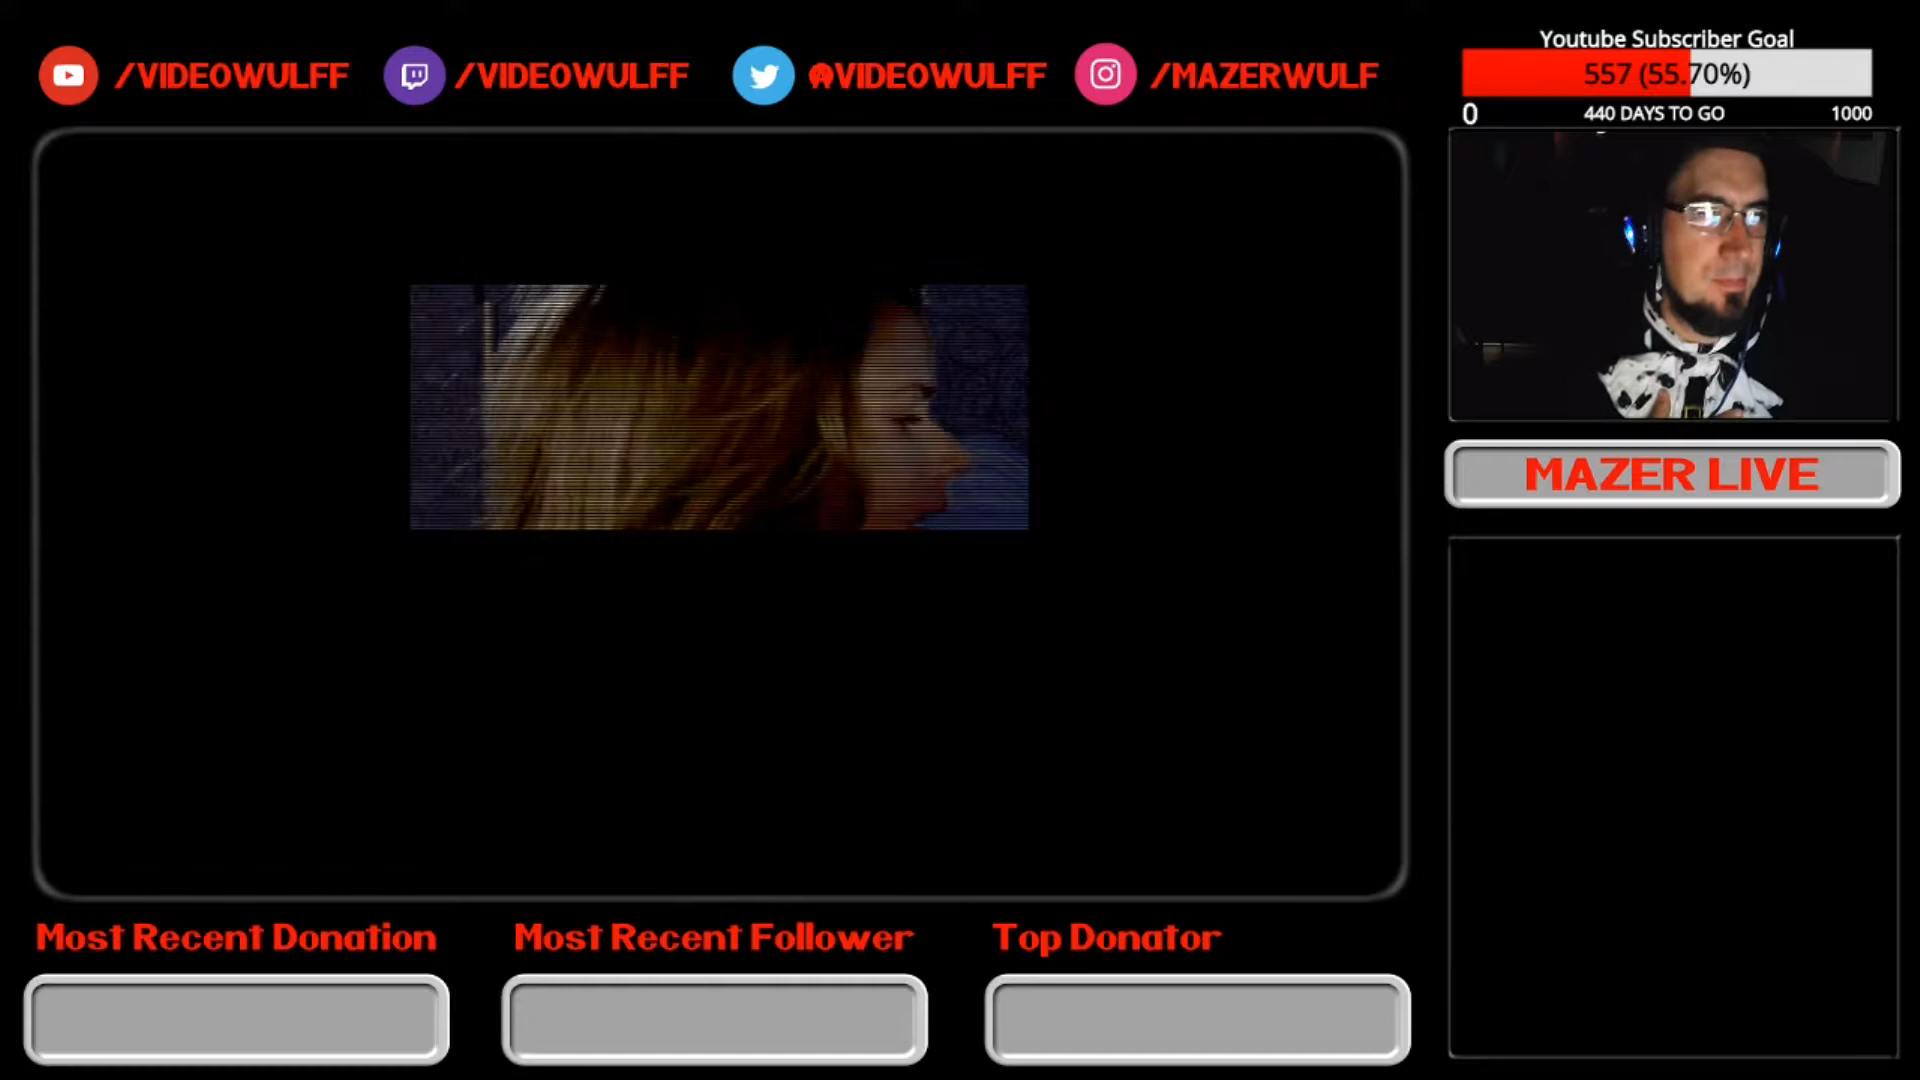 /VIDEOWULFF /VIDEOWULFF @VIDEOWULFF /MAZERWULF
Youtube Subscriber Goal
557 (55.70%)
0 440 DAYS TO GO 1000
MAZER LIVE
Most Recent Donation Most Recent Follower Top Donator